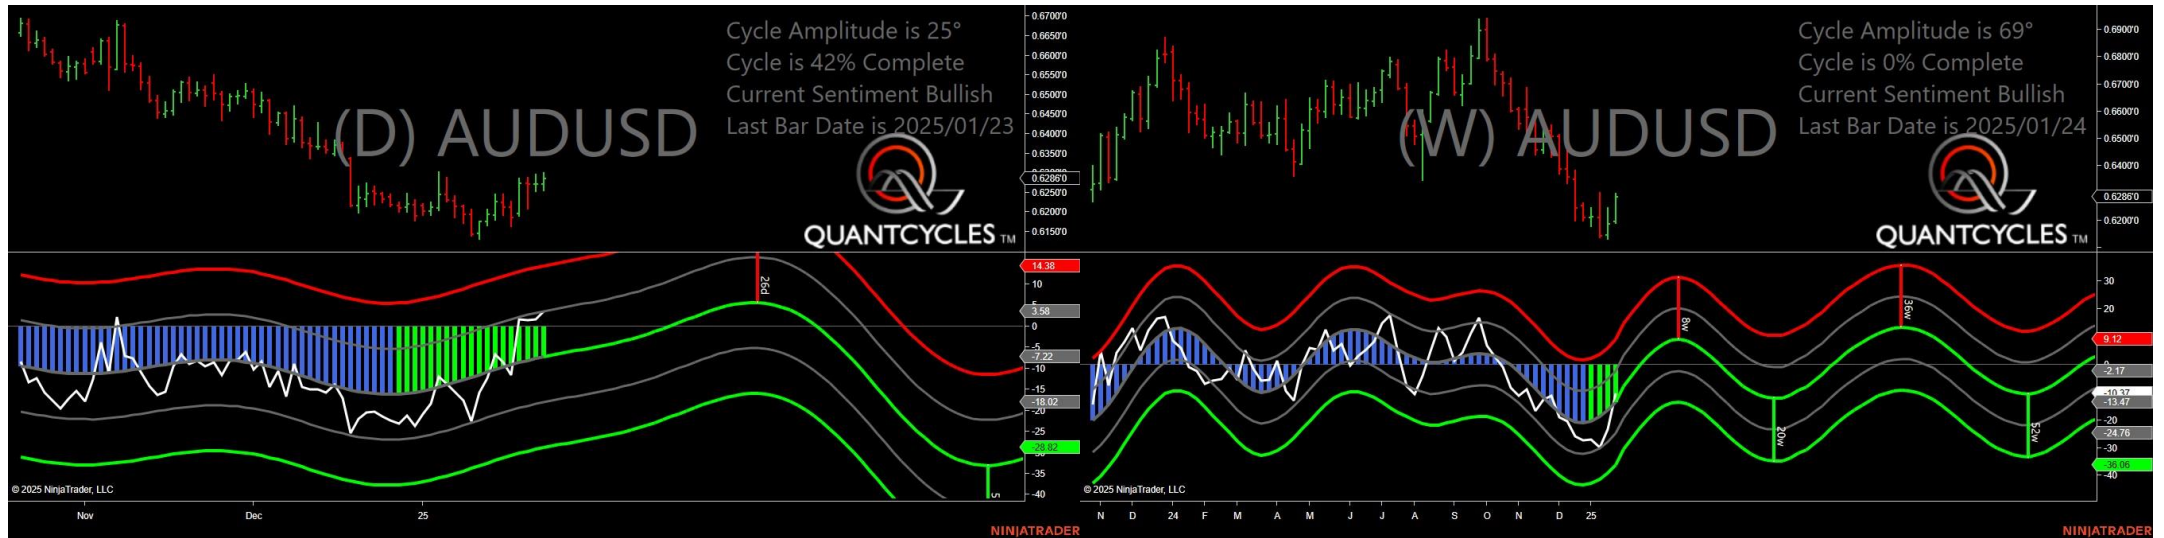 Cycle Amplitude is 25°
Cycle is 42% Complete
Current Sentiment Bullish
Last Bar Date is 2025/01/23
(D) AUDUSD
QUANTCYCLES TM
0.6700'0
0.6650'0
0.6600'0
0.6550'0
0.6500'0
0.6450'0
0.6400'0
0.6350'0
0.6286'0
0.6250'0
0.6200'0
0.6150'0
26d
5
14.38
10
5
3.58
0
-5
-7.22
-10
-15
-18.02
-20
-25
-28.82
-35
-40
© 2025 NinjaTrader, LLC
Nov Dec 25
NINJATRADER
Cycle Amplitude is 69°
Cycle is 0% Complete
Current Sentiment Bullish
Last Bar Date is 2025/01/24
(W) AUDUSD
QUANTCYCLES TM
0.6900'0
0.6800'0
0.6700'0
0.6600'0
0.6500'0
0.6400'0
0.6286'0
0.6200'0
8w
20w
36w
52w
30
20
9.12
0
-2.17
-10.37
-13.47
-20
-24.76
-30
-36.06
-40
© 2025 NinjaTrader, LLC
N D 24 F M A M J J A S O N D 25
NINJATRADER